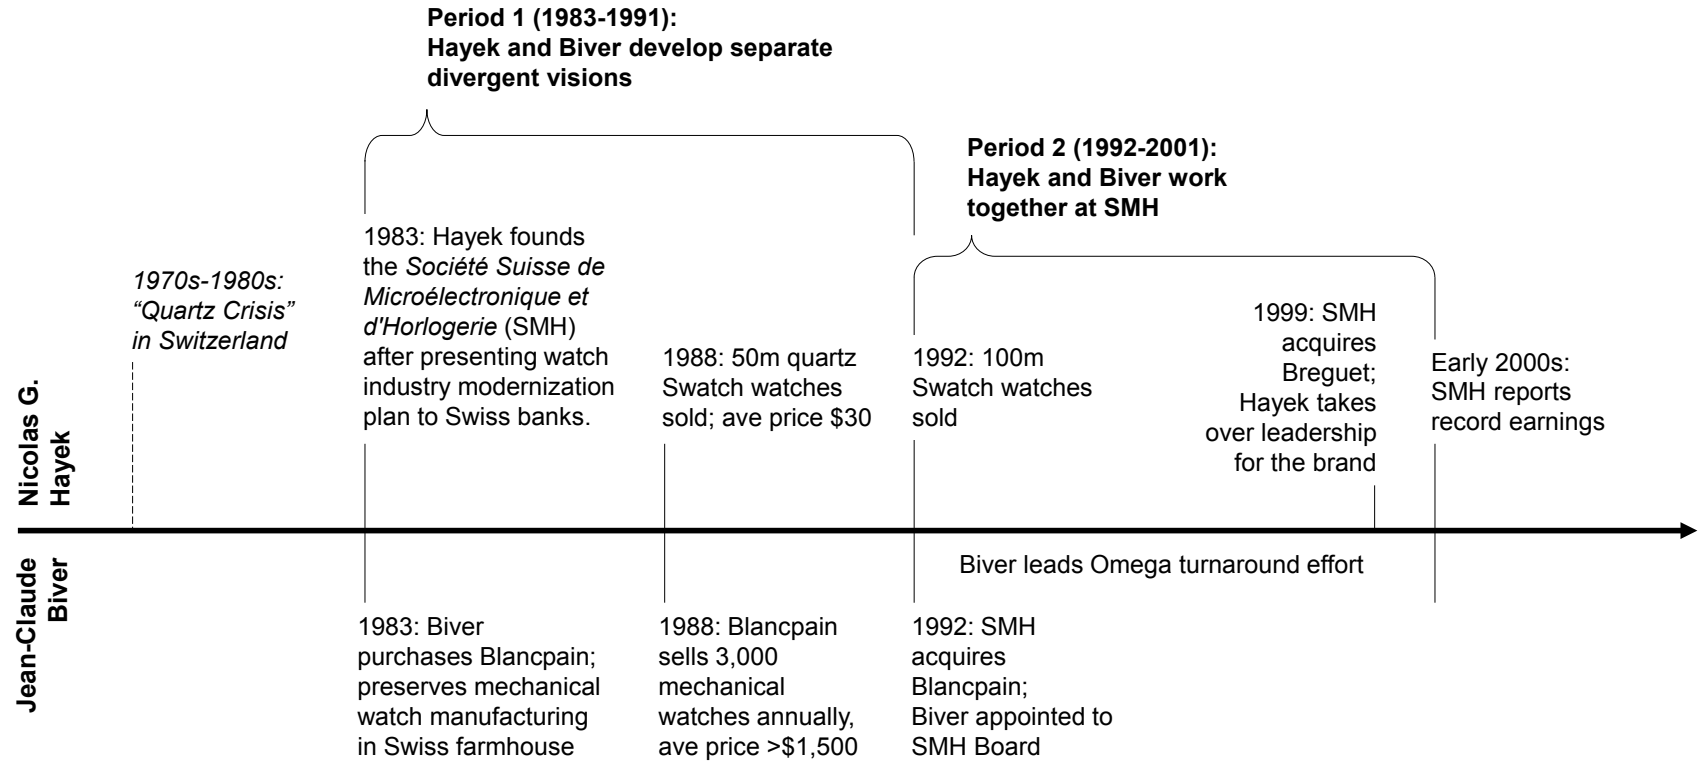 Period 1 (1983-1991):
Hayek and Biver develop separate
divergent visions
Period 2 (1992-2001):
Hayek and Biver work
together at SMH
1970s-1980s:
“Quartz Crisis”
in Switzerland
1983: Hayek founds
the Société Suisse de
Microélectronique et
d'Horlogerie (SMH)
after presenting watch
industry modernization
plan to Swiss banks.
1988: 50m quartz
Swatch watches
sold; ave price $30
1992: 100m
Swatch watches
sold
1999: SMH
acquires
Breguet;
Hayek takes
over leadership
for the brand
Early 2000s:
SMH reports
record earnings
Nicolas G.
Hayek
Jean-Claude
Biver
Biver leads Omega turnaround effort
1983: Biver
purchases Blancpain;
preserves mechanical
watch manufacturing
in Swiss farmhouse
1988: Blancpain
sells 3,000
mechanical
watches annually,
ave price >$1,500
1992: SMH
acquires
Blancpain;
Biver appointed to
SMH Board